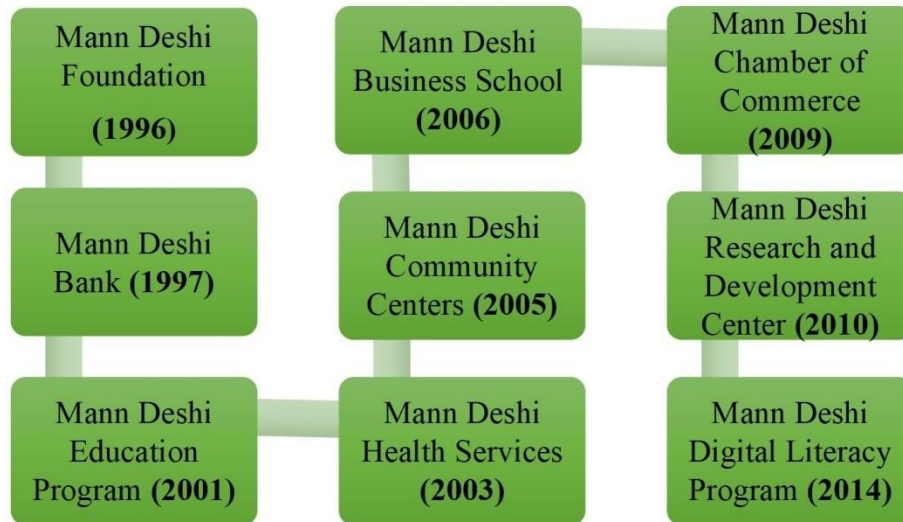 Mann Deshi
Foundation
(1996)
Mann Deshi
Bank (1997)
Mann Deshi
Education
Program (2001)
Mann Deshi
Health Services
(2003)
Mann Deshi
Community
Centers (2005)
Mann Deshi
Business School
(2006)
Mann Deshi
Chamber of
Commerce
(2009)
Mann Deshi
Research and
Development
Center (2010)
Mann Deshi
Digital Literacy
Program (2014)